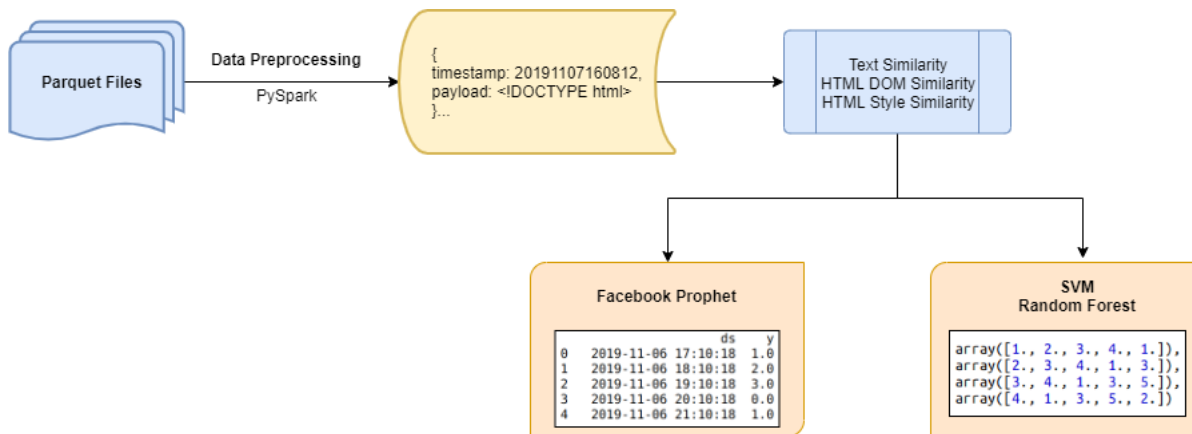 Parquet Files
Data Preprocessing
PySpark
{
timestamp: 20191107160812,
payload: <!DOCTYPE html>
}...
Text Similarity
HTML DOM Similarity
HTML Style Similarity
Facebook Prophet
ds y
0 2019-11-06 17:10:18 1.0
1 2019-11-06 18:10:18 2.0
2 2019-11-06 19:10:18 3.0
3 2019-11-06 20:10:18 0.0
4 2019-11-06 21:10:18 1.0
SVM
Random Forest
array([1., 2., 3., 4., 1.]),
array([2., 3., 4., 1., 3.]),
array([3., 4., 1., 3., 5.]),
array([4., 1., 3., 5., 2.])